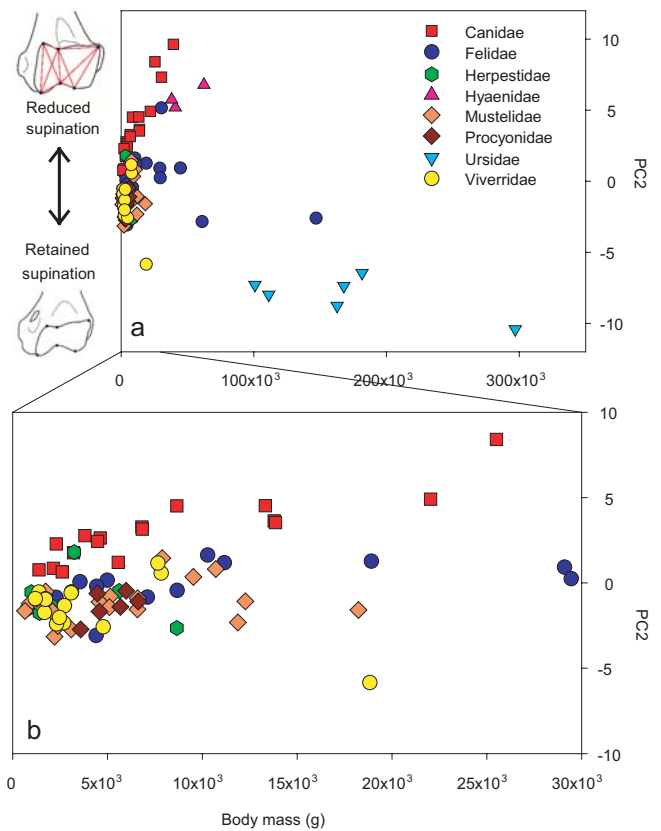 Reduced
supination
Retained
supination
Canidae
Felidae
Herpestidae
Hyaenidae
Mustelidae
Procyonidae
Ursidae
Viverridae
10
5
0
-5
-10
PC2
a
0
100x10³
200x10³
300x10³
10
5
0
-5
-10
PC2
b
0
5x10³
10x10³
15x10³
20x10³
25x10³
30x10³
Body mass (g)